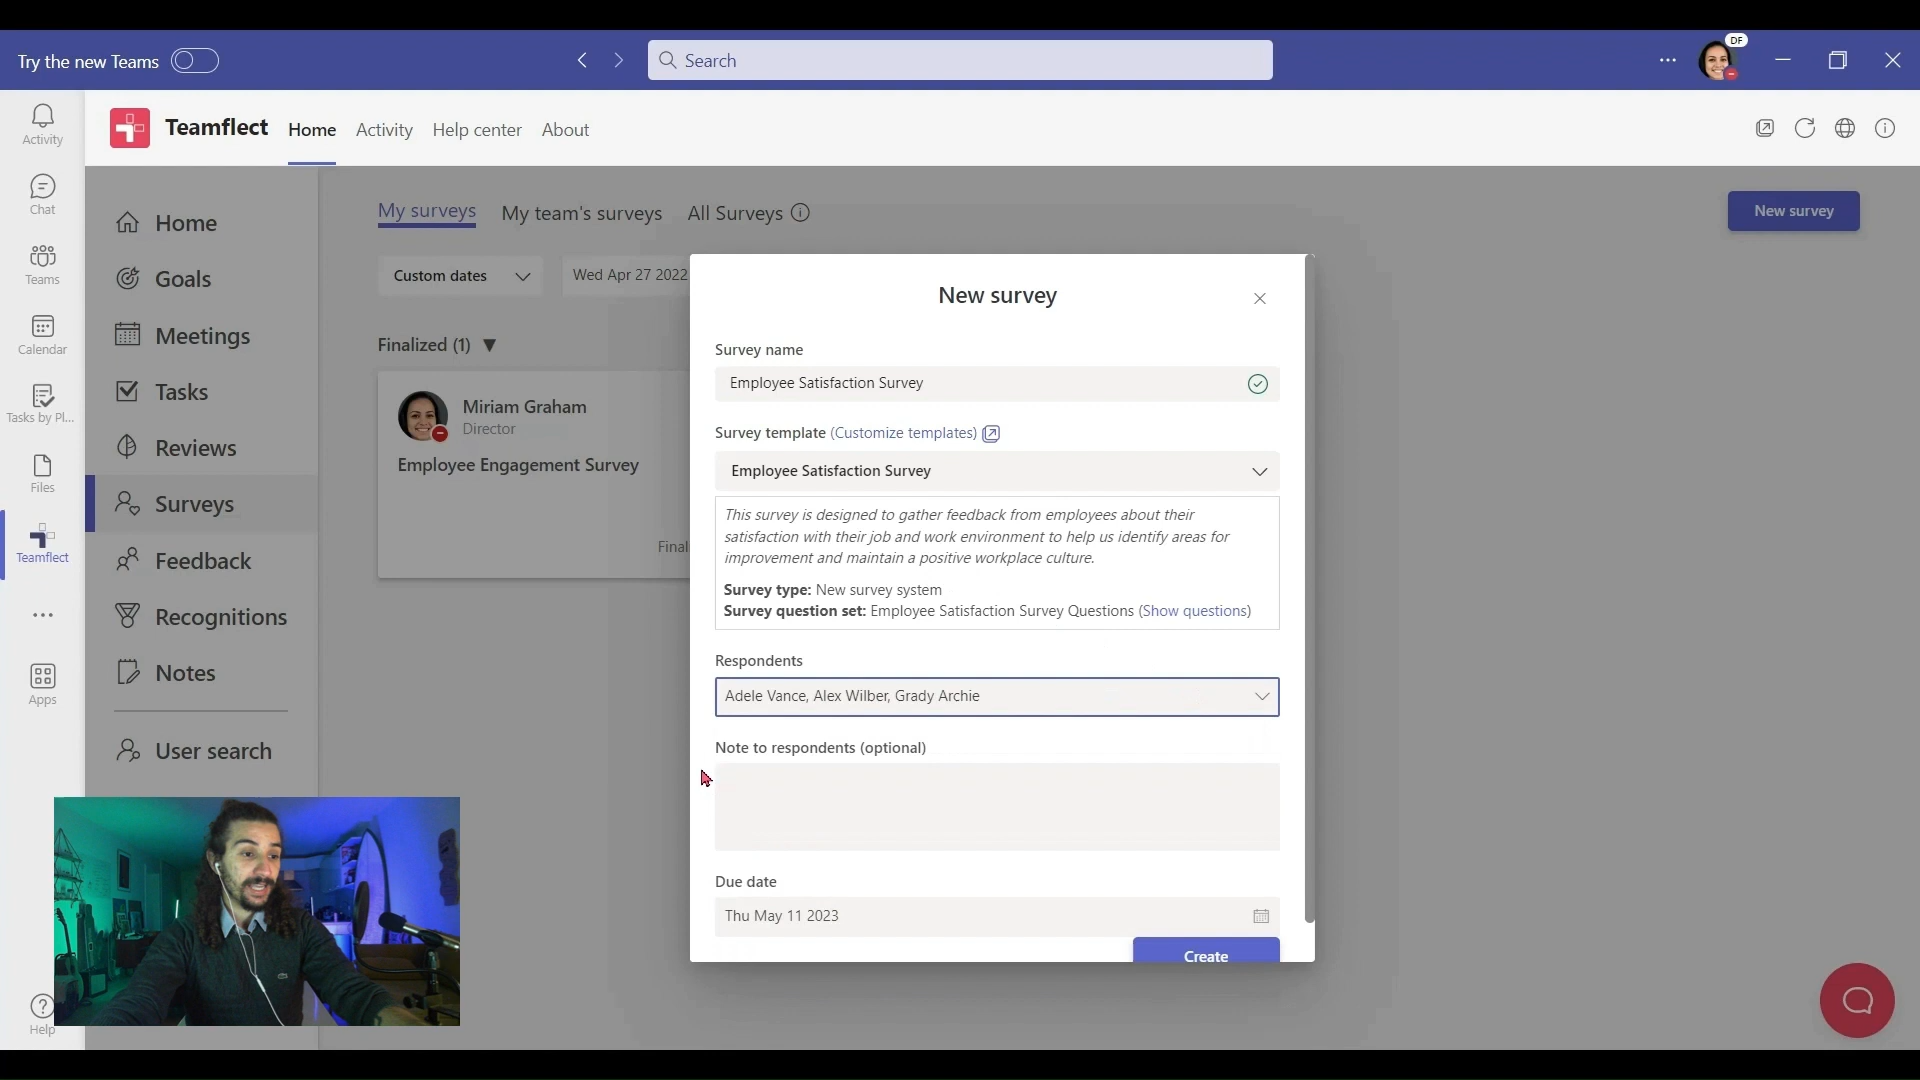 Try the new Teams
Search
DF
Activity
Chat
Teams
Calendar
Tasks by Pl...
Files
Teamflect
Apps
Help
Teamflect
Home
Activity
Help center
About
Home
Goals
Meetings
Tasks
Reviews
Surveys
Feedback
Recognitions
Notes
User search
My surveys
My team's surveys
All Surveys
New survey
Custom dates
Wed Apr 27 2022
Finalized (1)
Miriam Graham
Director
Employee Engagement Survey
Final
New survey
Survey name
Employee Satisfaction Survey
Survey template (Customize templates)
Employee Satisfaction Survey
This survey is designed to gather feedback from employees about their
satisfaction with their job and work environment to help us identify areas for
improvement and maintain a positive workplace culture.
Survey type: New survey system
Survey question set: Employee Satisfaction Survey Questions (Show questions)
Respondents
Adele Vance, Alex Wilber, Grady Archie
Note to respondents (optional)
Due date
Thu May 11 2023
Create